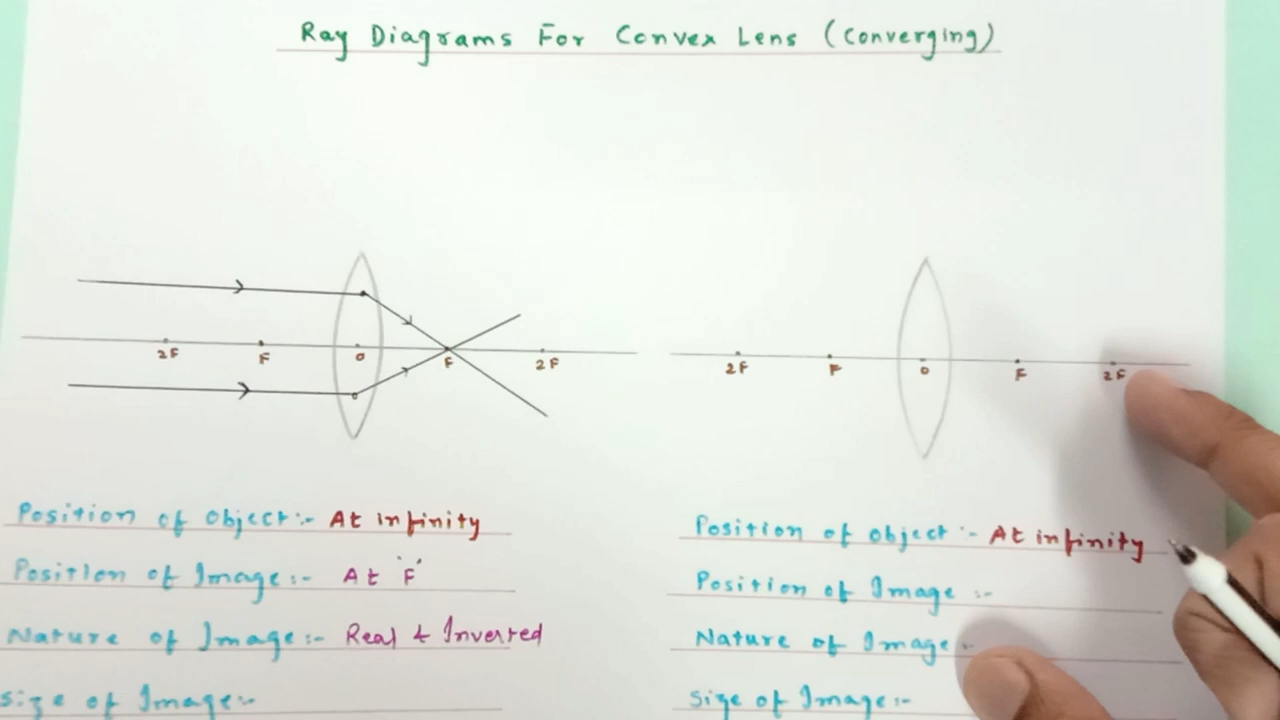 Ray Diagrams For Convex Lens (Converging)
2F F O F 2F
2F F O F 2F
Position of Object:- At infinity
Position of Image:- At 'F'
Nature of Image:- Real & Inverted
Size of Image:-
Position of object :- At infinity
Position of Image :-
Nature of Image:-
Size of Image:-